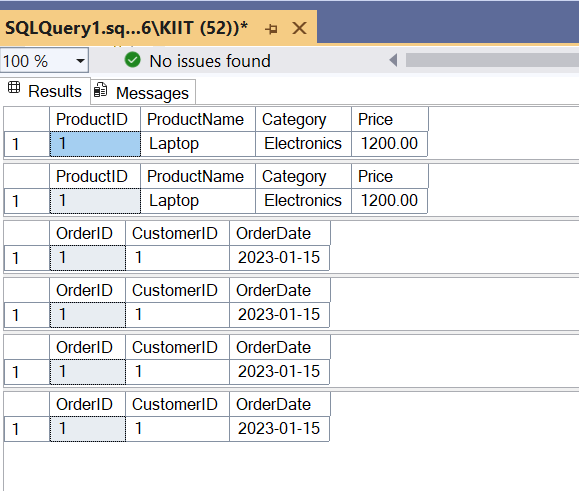 SQLQuery1.sq...6\KIIT (52))*
100 % No issues found
Results Messages
ProductID ProductName Category Price
1 1 Laptop Electronics 1200.00
ProductID ProductName Category Price
1 1 Laptop Electronics 1200.00
OrderID CustomerID OrderDate
1 1 1 2023-01-15
OrderID CustomerID OrderDate
1 1 1 2023-01-15
OrderID CustomerID OrderDate
1 1 1 2023-01-15
OrderID CustomerID OrderDate
1 1 1 2023-01-15